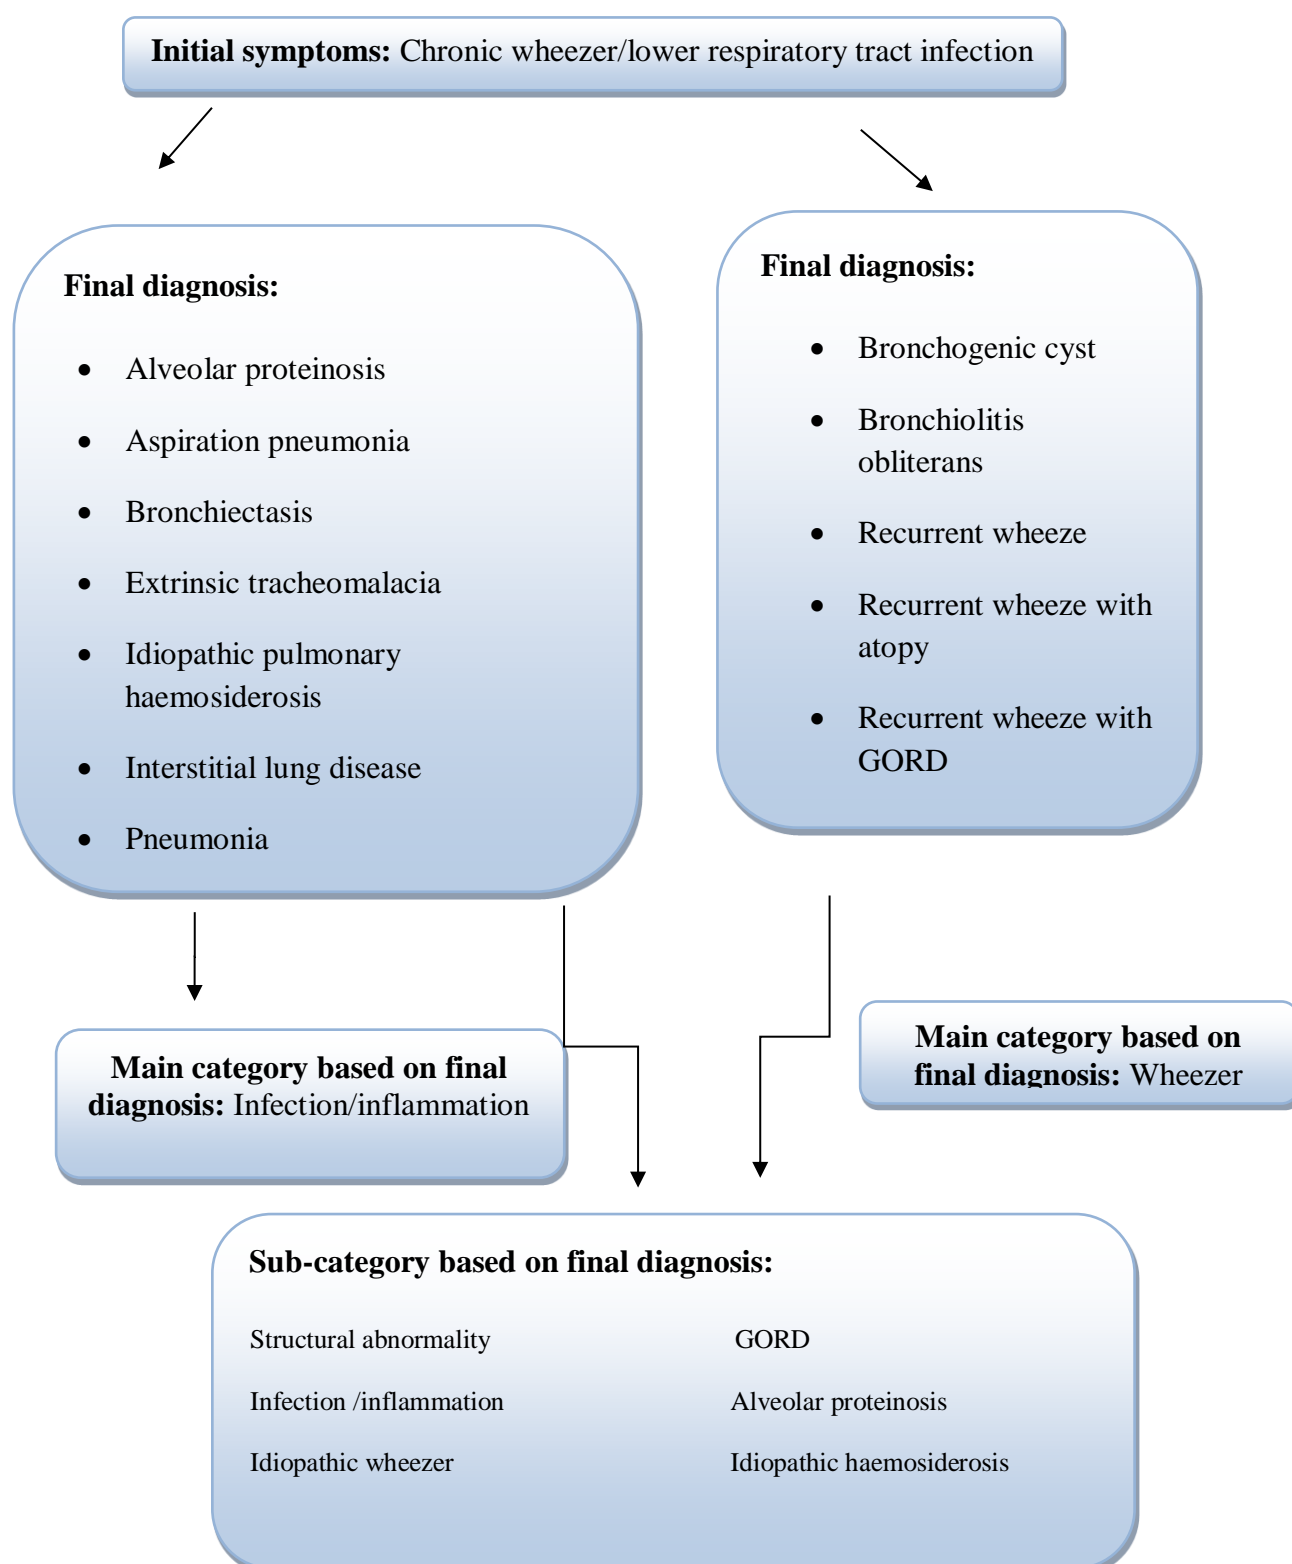 Initial symptoms: Chronic wheezer/lower respiratory tract infection
Final diagnosis:
• Alveolar proteinosis
• Aspiration pneumonia
• Bronchiectasis
• Extrinsic tracheomalacia
• Idiopathic pulmonary
haemosiderosis
• Interstitial lung disease
• Pneumonia
Final diagnosis:
• Bronchogenic cyst
• Bronchiolitis
obliterans
• Recurrent wheeze
• Recurrent wheeze with
atopy
• Recurrent wheeze with
GORD
Main category based on final
diagnosis: Infection/inflammation
Main category based on
final diagnosis: Wheezer
Sub-category based on final diagnosis:
Structural abnormality GORD
Infection /inflammation Alveolar proteinosis
Idiopathic wheezer Idiopathic haemosiderosis